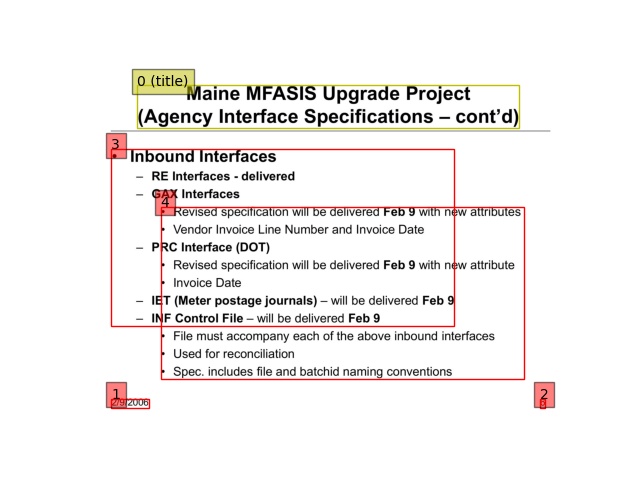 0 (title)
Maine MFASIS Upgrade Project
(Agency Interface Specifications – cont'd)
3
• Inbound Interfaces
– RE Interfaces - delivered
– GAX Interfaces
4
• Revised specification will be delivered Feb 9 with new attributes
• Vendor Invoice Line Number and Invoice Date
– PRC Interface (DOT)
• Revised specification will be delivered Feb 9 with new attribute
• Invoice Date
– IET (Meter postage journals) – will be delivered Feb 9
– INF Control File – will be delivered Feb 9
• File must accompany each of the above inbound interfaces
• Used for reconciliation
• Spec. includes file and batchid naming conventions
1
2
2/9/2006